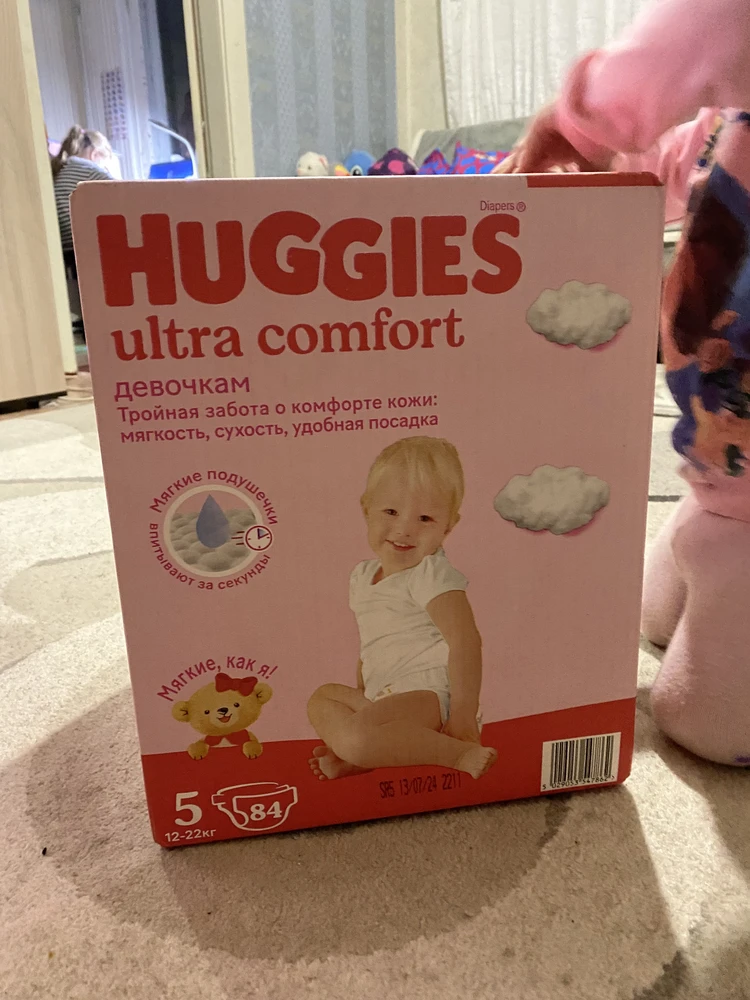 Diapers®
HUGGIES
ultra comfort
девочкам
Тройная забота о комфорте кожи:
мягкость, сухость, удобная посадка
Мягкие подушечки
впитывают за секунды
Мягкие, как я!
5
84
12-22кг
SR5 13/07/24 2211